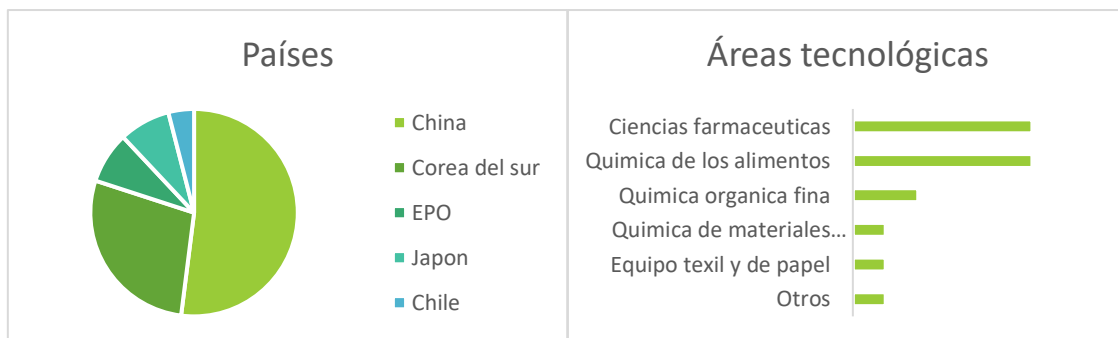 Países
China
Corea del sur
EPO
Japon
Chile
Áreas tecnológicas
Ciencias farmaceuticas
Quimica de los alimentos
Quimica organica fina
Quimica de materiales...
Equipo texil y de papel
Otros